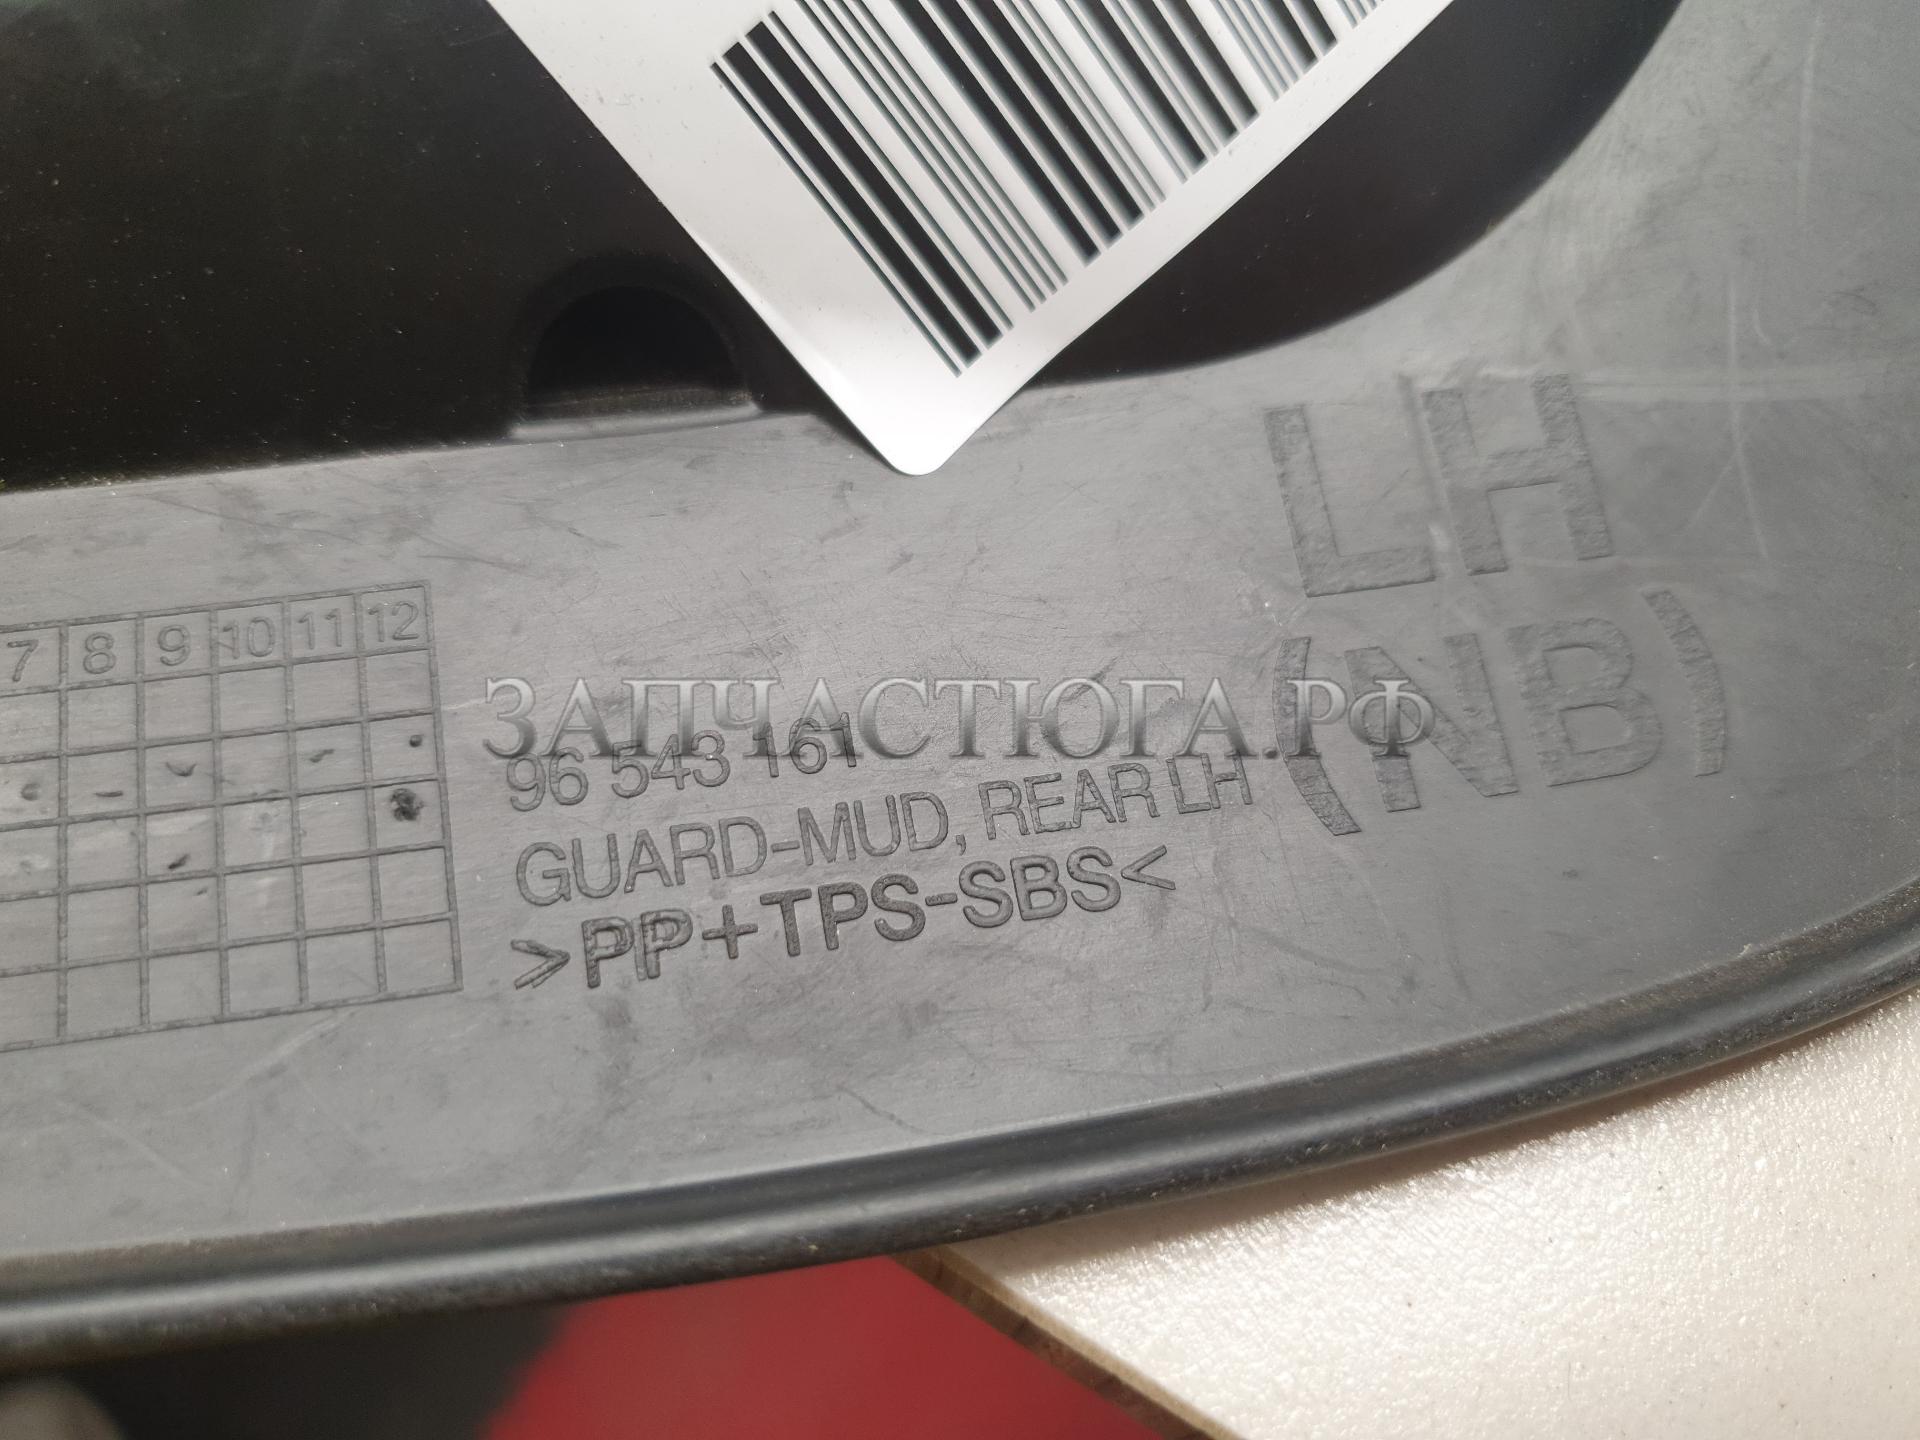 LH
(NB)
7 8 9 10 11 12
ЗАПЧАСТЮГА.РФ
96 543 161
GUARD-MUD, REAR LH
>PP+TPS-SBS<